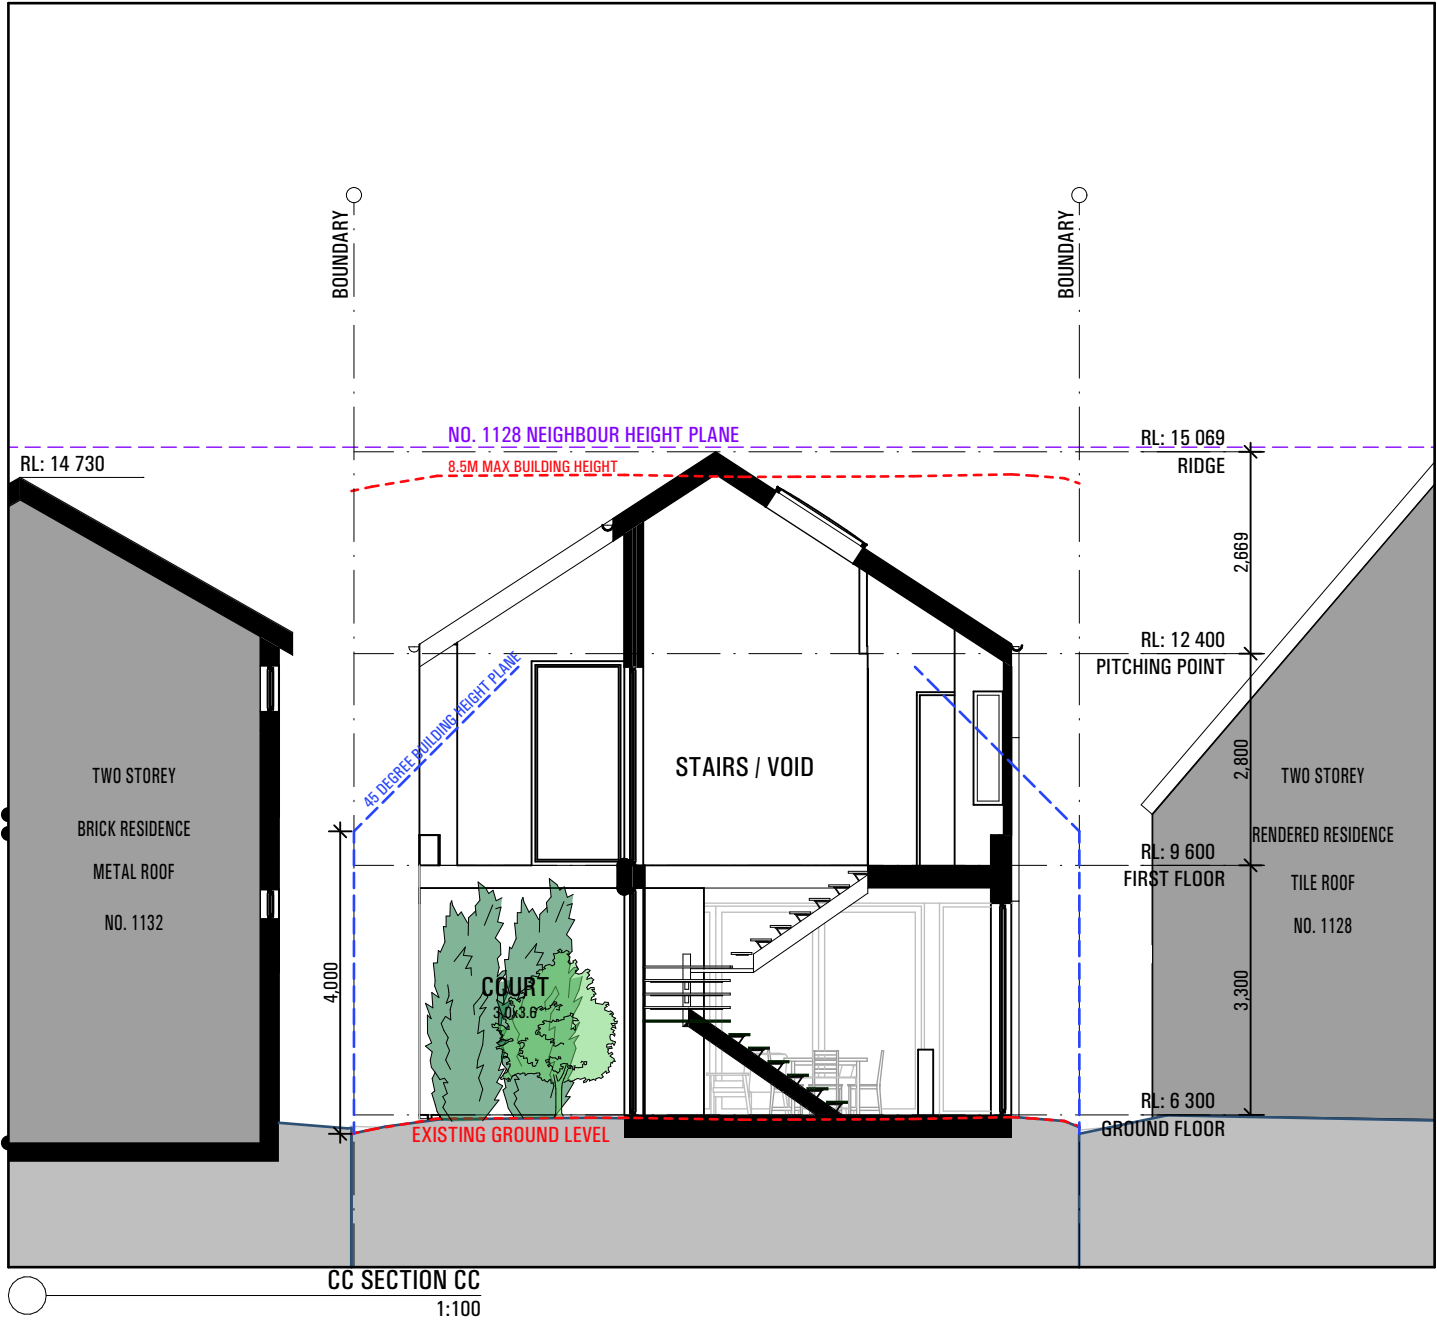 BOUNDARY
BOUNDARY
NO. 1128 NEIGHBOUR HEIGHT PLANE
RL: 15 069
RIDGE
RL: 14 730
8.5M MAX BUILDING HEIGHT
2,669
RL: 12 400
PITCHING POINT
45 DEGREE BUILDING HEIGHT PLANE
STAIRS / VOID
2,800
TWO STOREY
BRICK RESIDENCE
METAL ROOF
NO. 1132
TWO STOREY
RENDERED RESIDENCE
TILE ROOF
NO. 1128
RL: 9 600
FIRST FLOOR
4,000
COURT
3.0x3.6
3,300
RL: 6 300
GROUND FLOOR
EXISTING GROUND LEVEL
CC SECTION CC
1:100